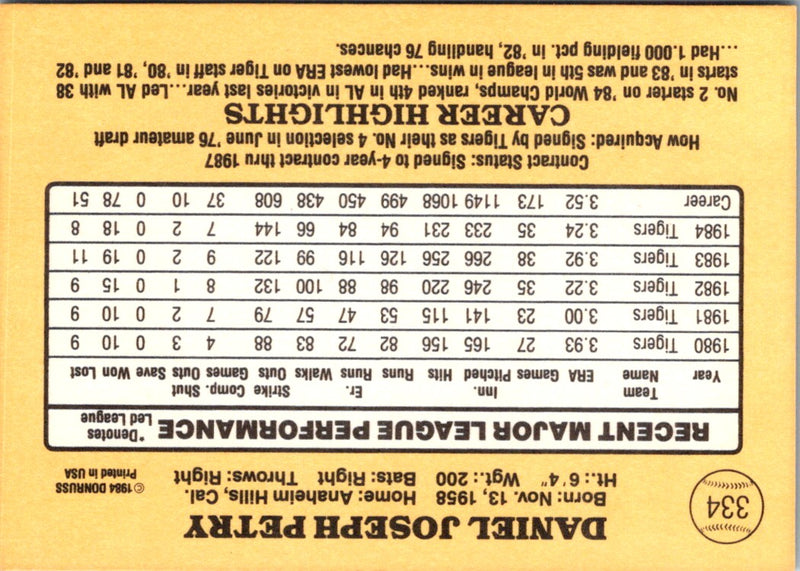 334
DANIEL JOSEPH PETRY
Born: Nov. 13, 1958 Home: Anaheim Hills, Cal.
Ht.: 6'4" Wgt.: 200 Bats: Right Throws: Right
©1984 DONRUSS
Printed in USA
RECENT MAJOR LEAGUE PERFORMANCE
*Denotes
Led League
Team Inn. Er. Strike Comp. Shut
Year Name ERA Games Pitched Hits Runs Runs Walks Outs Games Outs Save Won Lost
1980 Tigers 3.93 27 165 156 82 72 83 88 4 3 0 10 9
1981 Tigers 3.00 23 141 115 53 47 57 79 7 2 0 10 9
1982 Tigers 3.22 35 246 220 98 88 100 132 8 1 0 15 9
1983 Tigers 3.92 38 266 256 126 116 99 122 9 2 0 19 11
1984 Tigers 3.24 35 233 231 94 84 66 144 7 2 0 18 8
Career 3.52 173 1149 1068 499 450 438 608 37 10 0 78 51
Contract Status: Signed to 4-year contract thru 1987
How Acquired: Signed by Tigers as their No. 4 selection in June '76 amateur draft
CAREER HIGHLIGHTS
No. 2 starter on '84 World Champs, ranked 4th in AL in victories last year...Led AL with 38
starts in '83 and was 5th in league in wins...Had lowest ERA on Tiger staff in '80, '81 and '82
...Had 1.000 fielding pct. in '82, handling 76 chances.